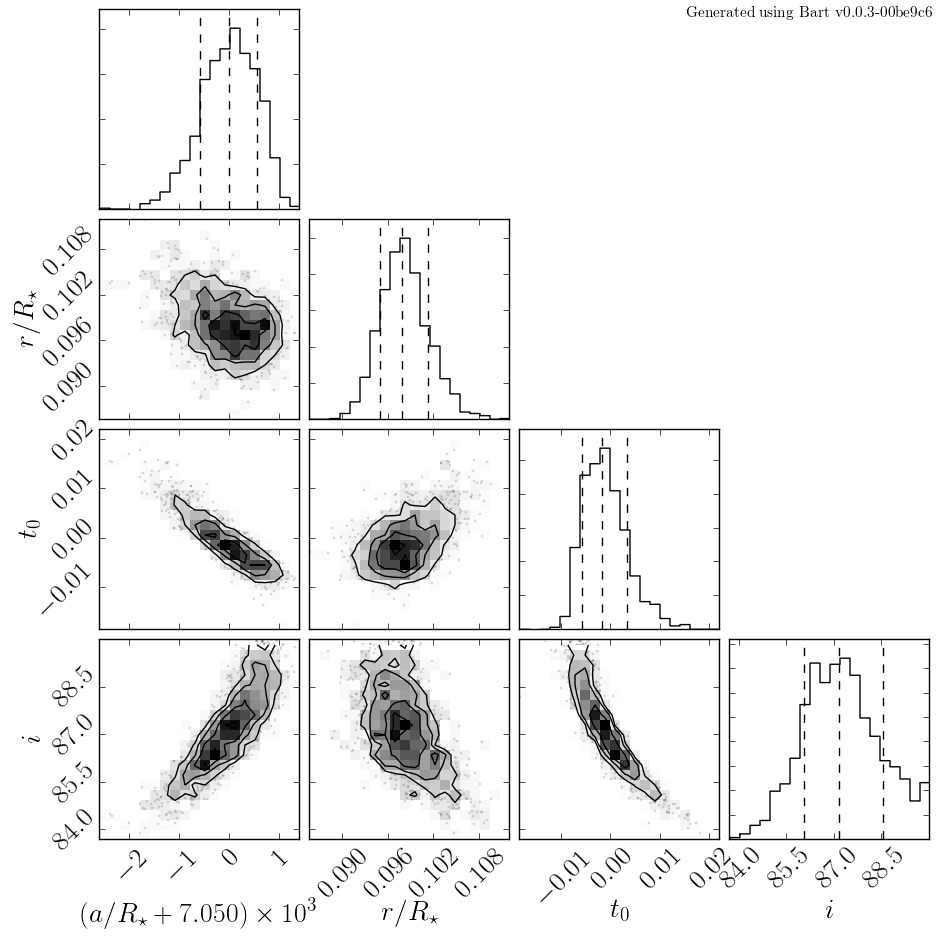 Generated using Bart v0.0.3-00be9c6
r/R⋆
0.108
0.102
0.096
0.090
t₀
0.02
0.01
0.00
−0.01
i
88.5
87.0
85.5
84.0
−2 −1 0 1
0.090 0.096 0.102 0.108
−0.01 0.00 0.01 0.02
84.0 85.5 87.0 88.5
(a/R⋆ + 7.050) × 10³ r/R⋆ t₀ i